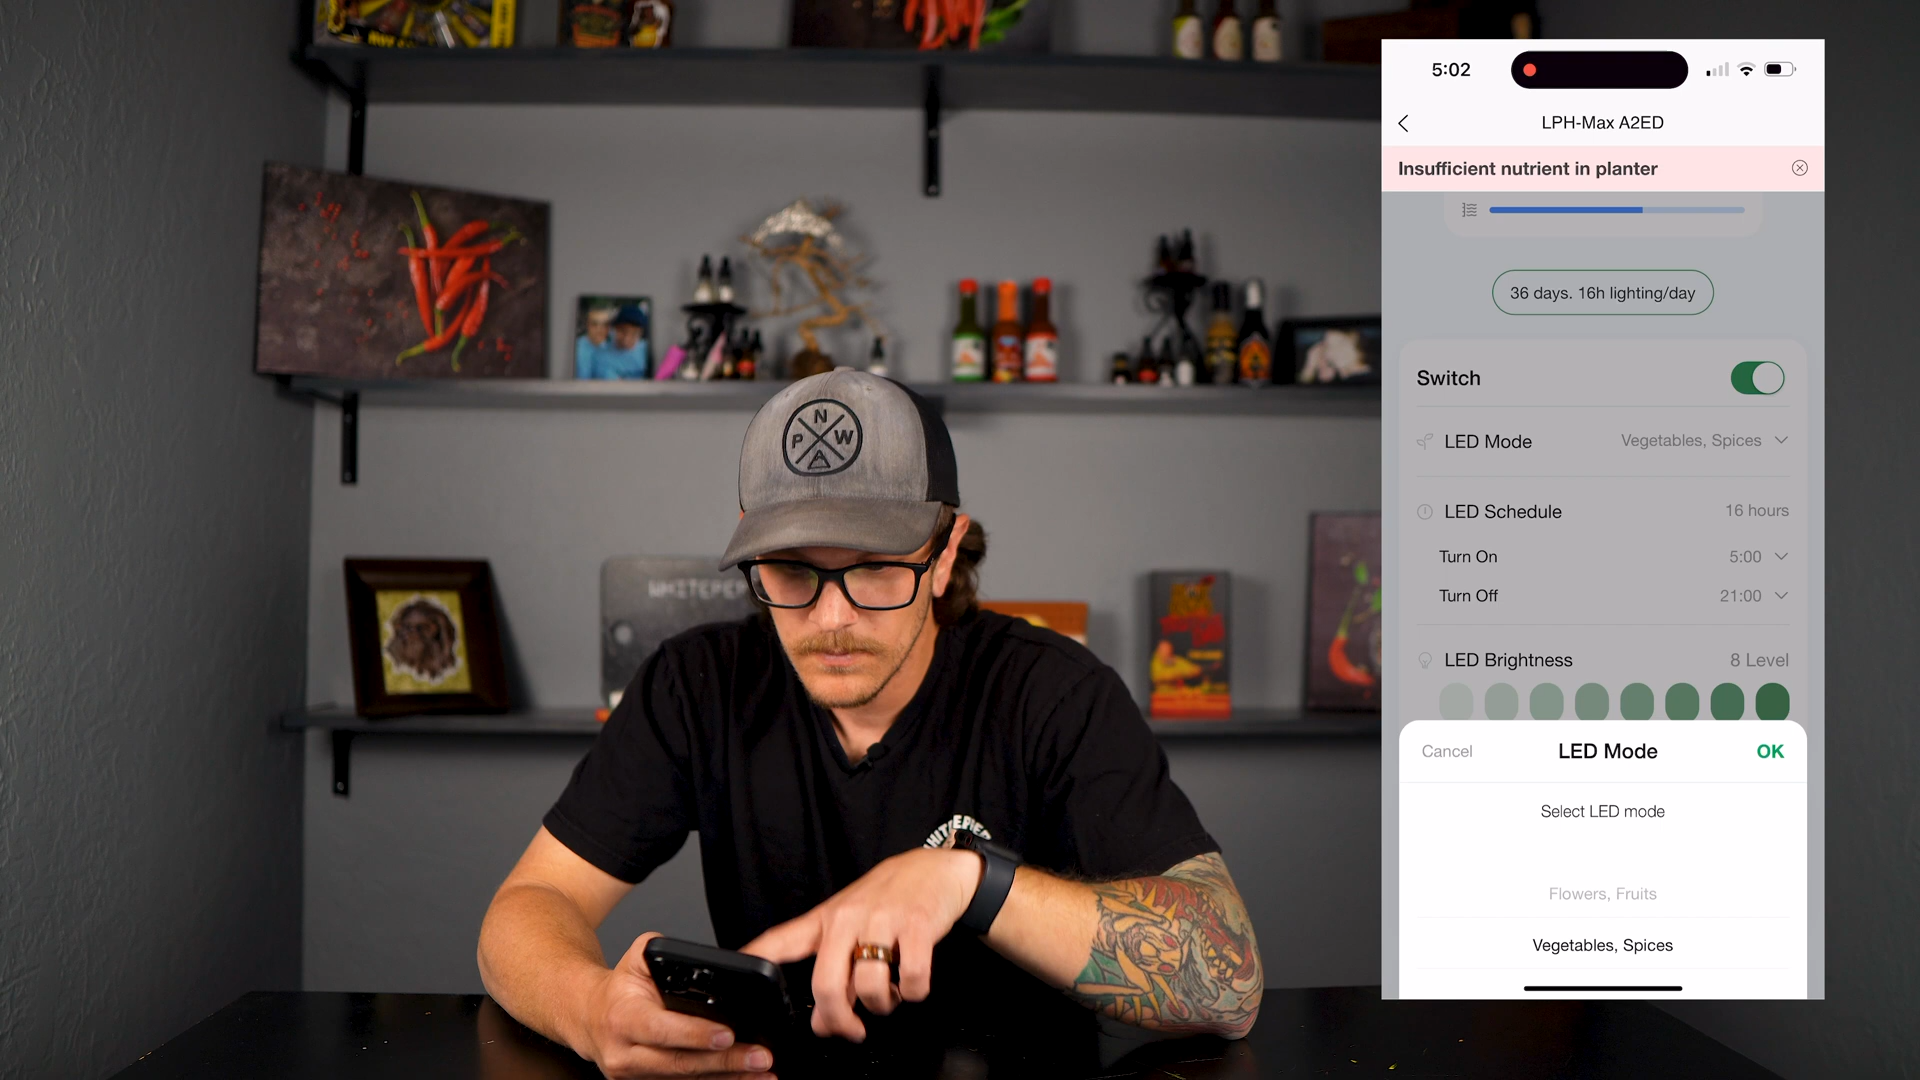 5:02
LPH-Max A2ED
Insufficient nutrient in planter
36 days. 16h lighting/day
Switch
LED Mode Vegetables, Spices
LED Schedule 16 hours
Turn On 5:00
Turn Off 21:00
LED Brightness 8 Level
Cancel LED Mode OK
Select LED mode
Flowers, Fruits
Vegetables, Spices
N
P W
WHITEPEP